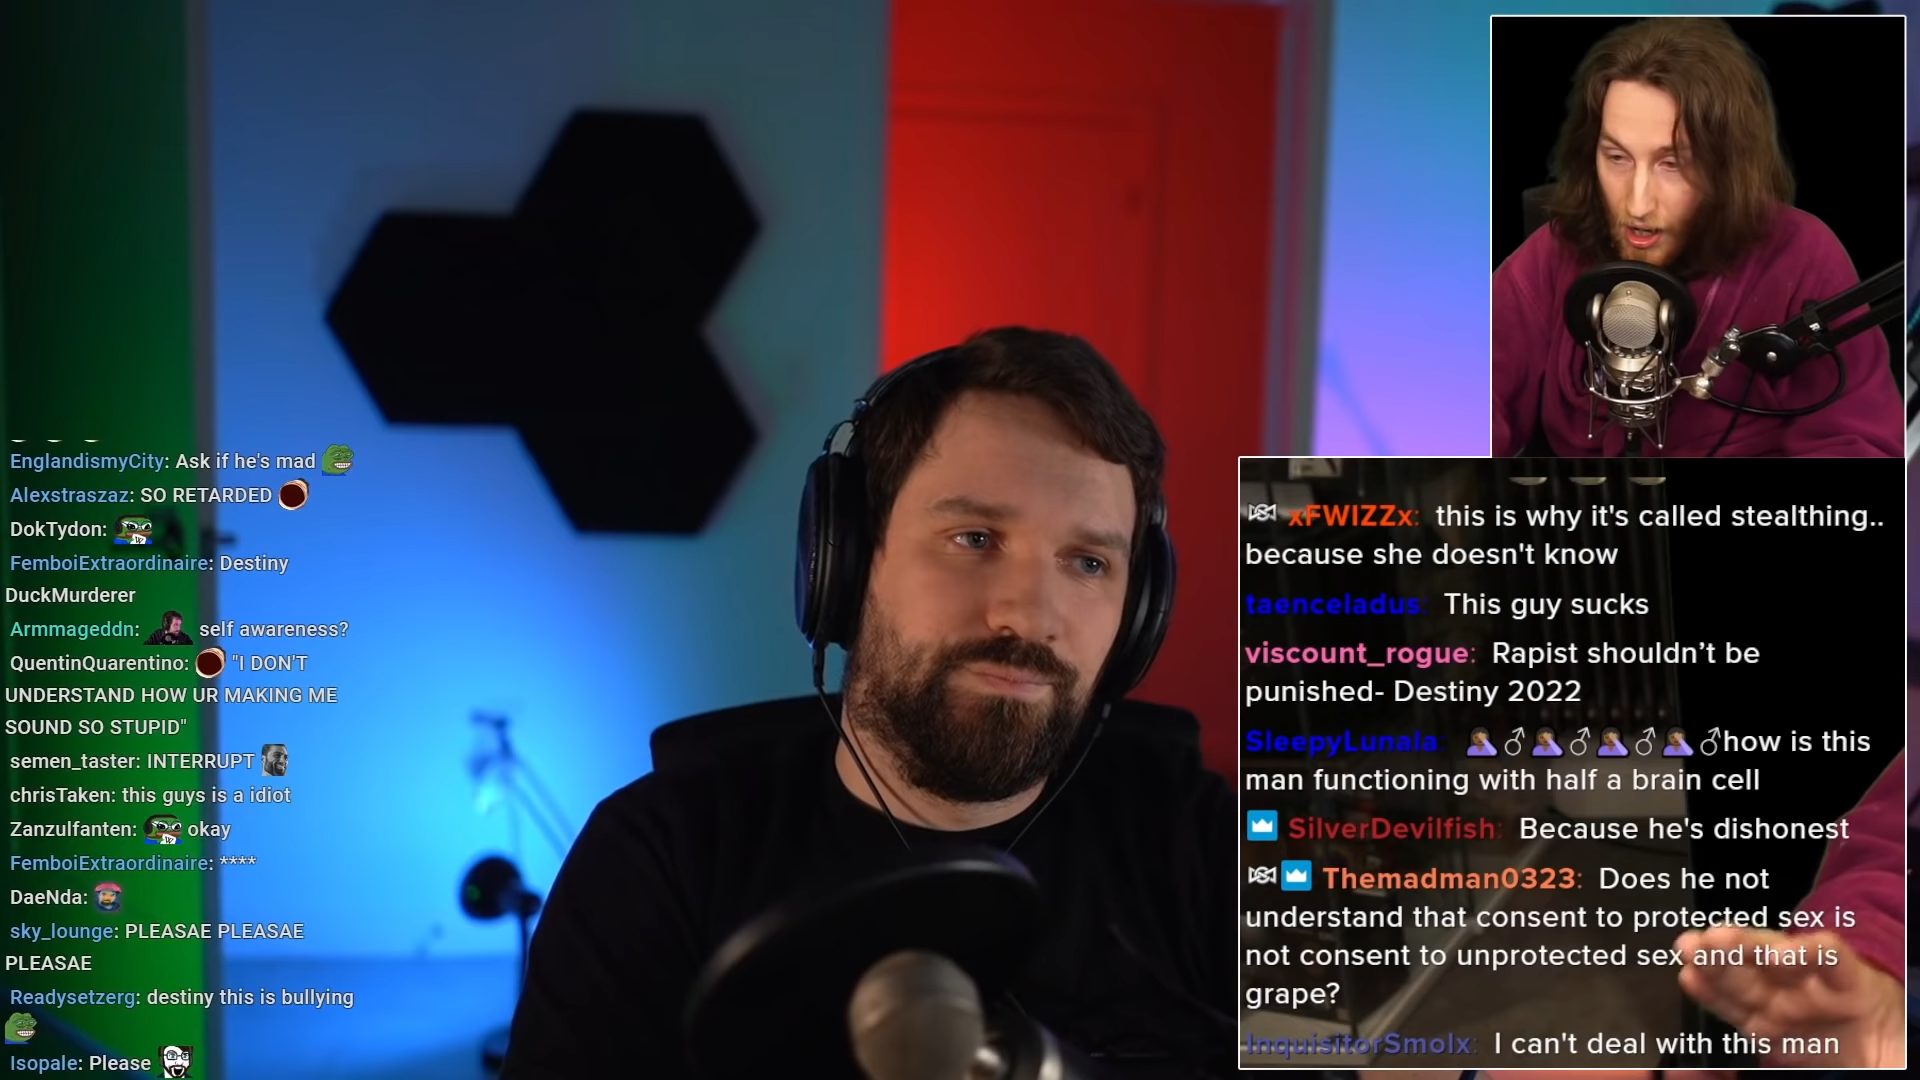 EnglandismyCity: Ask if he's mad
Alexstraszaz: SO RETARDED
DokTydon:
FemboiExtraordinaire: Destiny
DuckMurderer
Armmageddn: self awareness?
QuentinQuarentino: "I DON'T
UNDERSTAND HOW UR MAKING ME
SOUND SO STUPID"
semen_taster: INTERRUPT
chrisTaken: this guys is a idiot
Zanzulfanten: okay
FemboiExtraordinaire: ****
DaeNda:
sky_lounge: PLEASAE PLEASAE
PLEASAE
Readysetzerg: destiny this is bullying
Isopale: Please
xFWIZZx: this is why it's called stealthing..
because she doesn't know
taenceladus: This guy sucks
viscount_rogue: Rapist shouldn’t be
punished- Destiny 2022
SleepyLunala: 🤦🏾‍♂🤦🏾‍♂🤦🏾‍♂🤦🏾‍♂how is this
man functioning with half a brain cell
SilverDevilfish: Because he's dishonest
Themadman0323: Does he not
understand that consent to protected sex is
not consent to unprotected sex and that is
grape?
InquisitorSmolx: I can't deal with this man